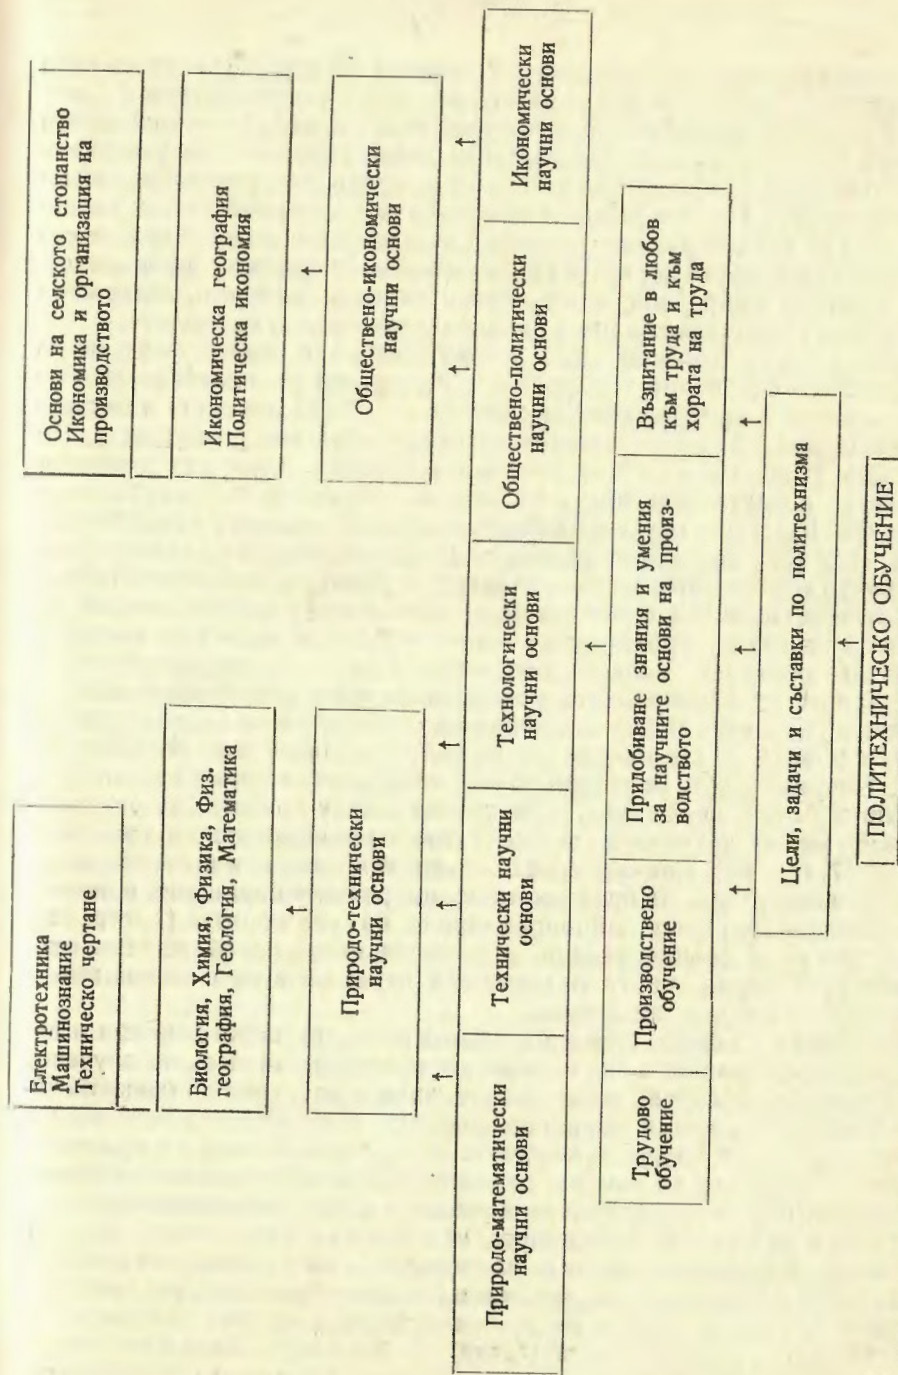 Електротехника
Машинознание
Техническо чертане
Основи на селското стопанство
Икономика и организация на
производството
Биология, Химия, Физика, Физ.
география, Геология, Математика
Икономическа география
Политическа икономия
Природо-технически
научни основи
Обществено-икономически
научни основи
Природо-математически
научни основи
Технически научни
основи
Технологически
научни основи
Обществено-политически
научни основи
Икономически
научни основи
Трудово
обучение
Производствено
обучение
Придобиване знания и умения
за научните основи на произ-
водството
Възпитание в любов
към труда и към
хората на труда
Цели, задачи и съставки по политехнизма
ПОЛИТЕХНИЧЕСКО ОБУЧЕНИЕ